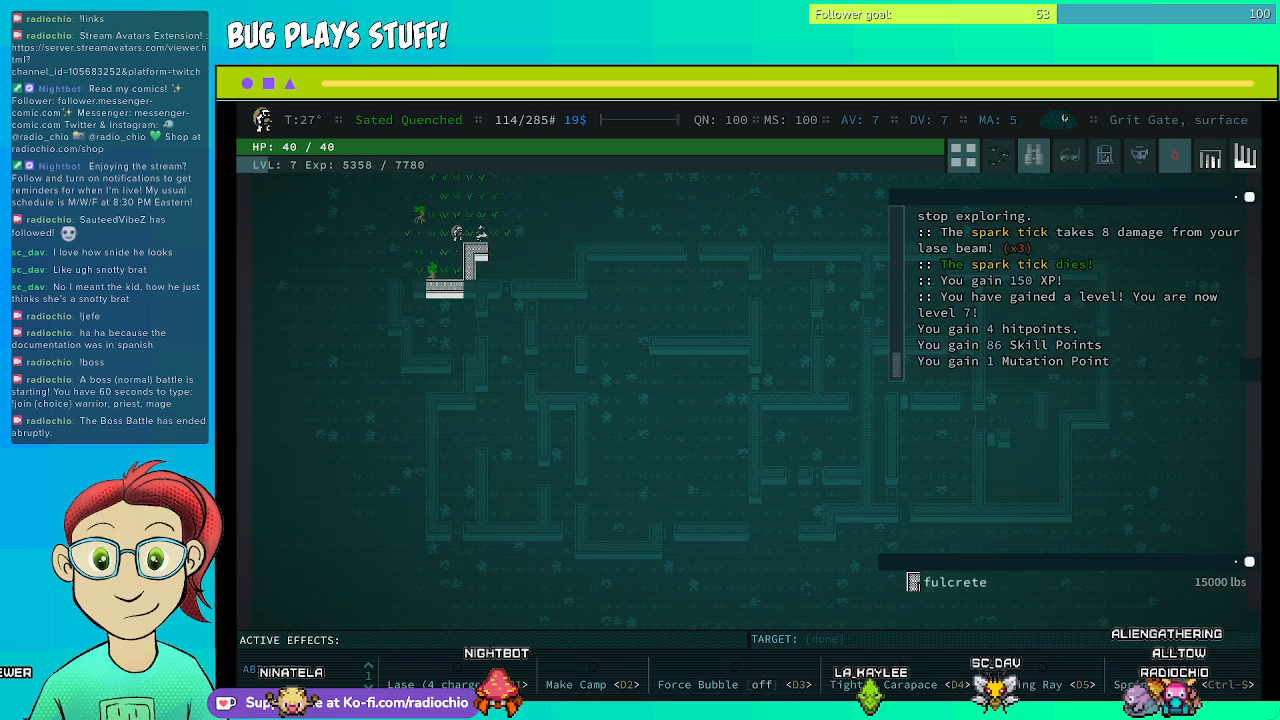 radiochio: !links
radiochio: Stream Avatars Extension! :
https://server.streamavatars.com/viewer.h
tml?
channel_id=105683252&platform=twitch
Nightbot: Read my comics! ✨
Follower: follower.messenger-
comic.com✨ Messenger: messenger-
comic.com Twitter & Instagram:
@radio_chio 📷 @radio_chio 💚 Shop at
radiochio.com/shop
Nightbot: Enjoying the stream?
Follow and turn on notifications to get
reminders for when I'm live! My usual
schedule is M/W/F at 8:30 PM Eastern!
radiochio: SauteedVibeZ has
followed!
sc_dav: I love how snide he looks
sc_dav: Like ugh snotty brat
sc_dav: No I meant the kid, how he just
thinks she's a snotty brat
radiochio: !jefe
radiochio: ha ha because the
documentation was in spanish
radiochio: !boss
radiochio: A boss (normal) battle is
starting! You have 60 seconds to type:
!join [choice] warrior, priest, mage
radiochio: The Boss Battle has ended
abruptly.
BUG PLAYS STUFF!
Follower goal: 53 100
T:27° :: Sated Quenched :: 114/285# 19$ QN: 100 :: MS: 100 :: AV: 7 :: DV: 7 :: MA: 5 :: Grit Gate, surface
HP: 40 / 40
LVL: 7 Exp: 5358 / 7780
stop exploring.
:: The spark tick takes 8 damage from your
lase beam! (x3)
:: The spark tick dies!
:: You gain 150 XP!
:: You have gained a level! You are now
level 7!
You gain 4 hitpoints.
You gain 86 Skill Points
You gain 1 Mutation Point
fulcrete 15000 lbs
ACTIVE EFFECTS:
TARGET: [none]
Lase (4 charge
Make Camp <D2>
Force Bubble [off] <D3>
Carapace <D4>
Ray <D5>
<Ctrl-S>
EWER
NINATELA
NIGHTBOT
LA_KAYLEE
SC_DAV
ALIENGATHERING
ALLTOW
RADIOCHIO
Sup e at Ko-fi.com/radiochio